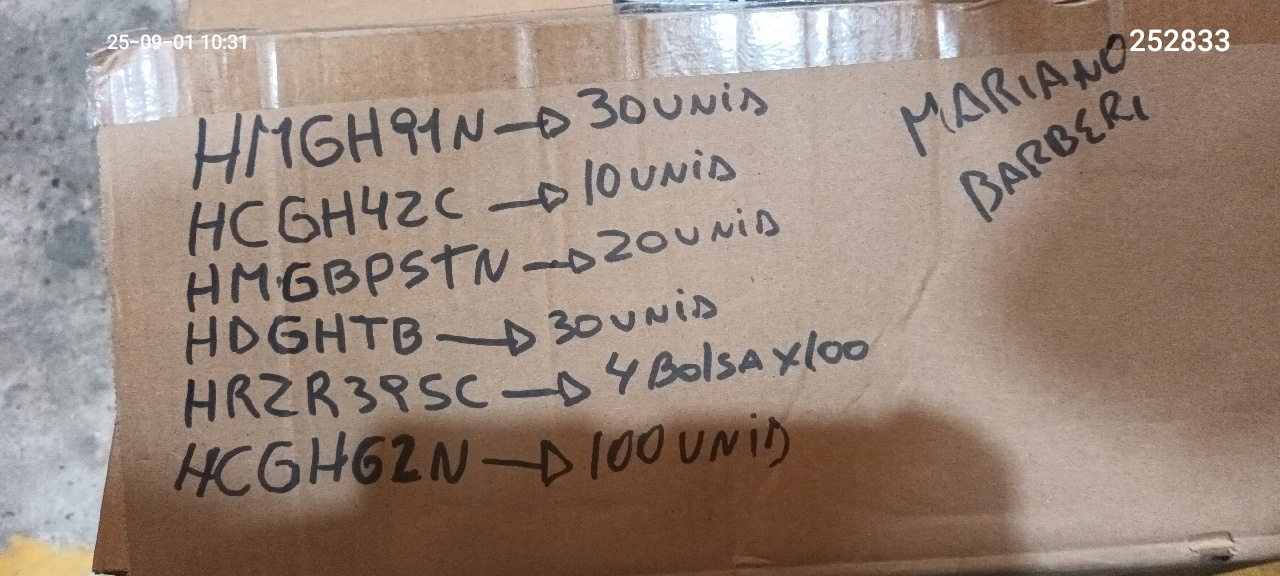 25-09-01 10:31
252833
HMGH91N → 30 UNID
HCGH42C → 10 UNID
HMGBPSTN → 20 UNID
HDGHTB → 30 UNID
HRZR39SC → 4 BolSA X100
HCGH62N → 100 UNID
MARIANO
BARBERI